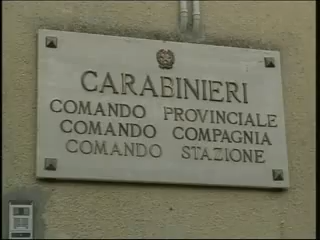 CARABINIERI
COMANDO PROVINCIALE
COMANDO COMPAGNIA
COMANDO STAZIONE